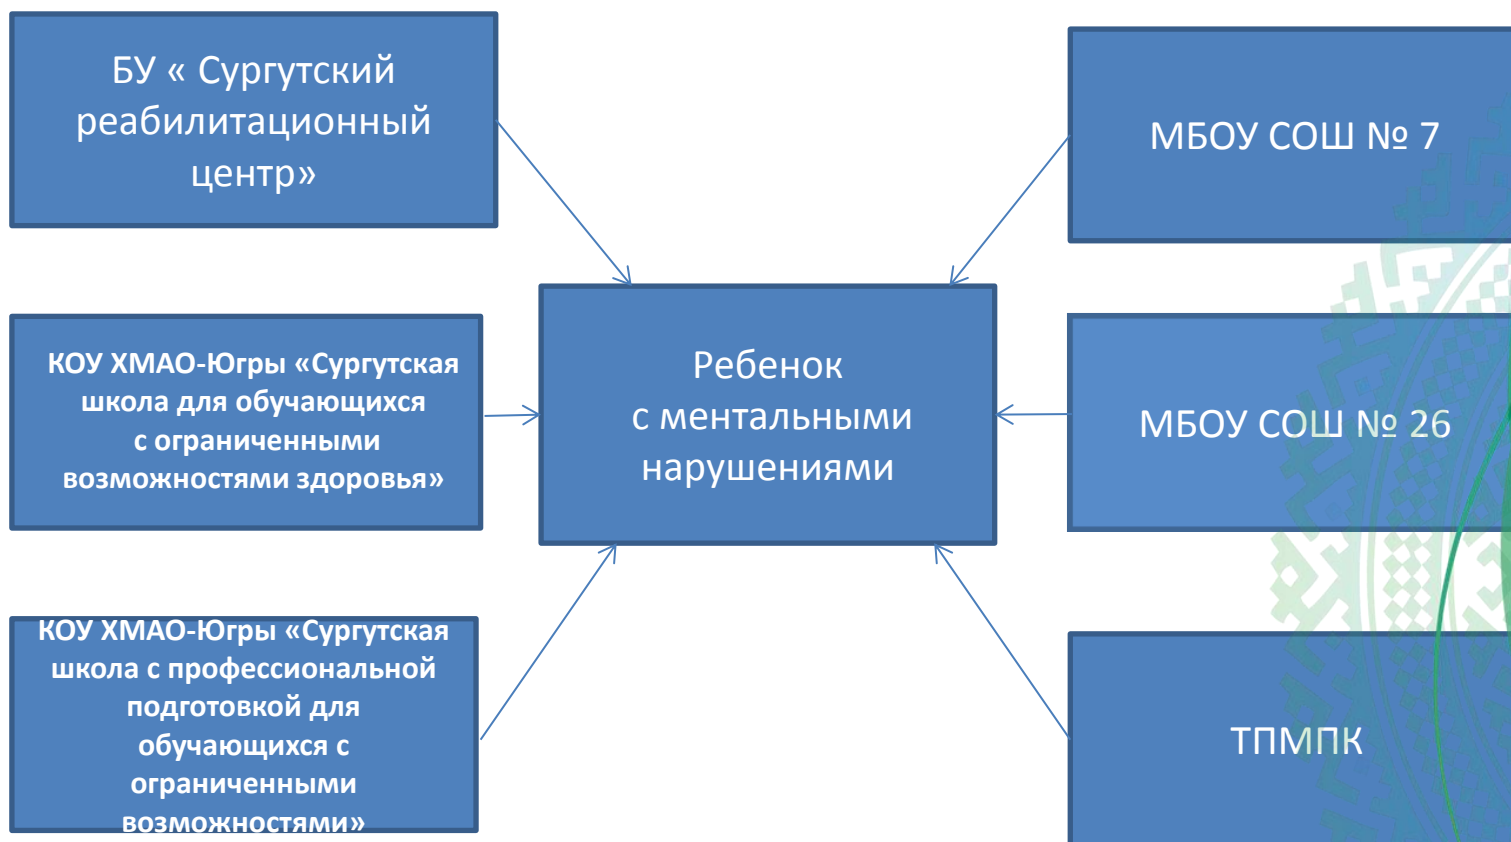 БУ « Сургутский
реабилитационный
центр»
КОУ ХМАО-Югры «Сургутская
школа для обучающихся
с ограниченными
возможностями здоровья»
КОУ ХМАО-Югры «Сургутская
школа с профессиональной
подготовкой для
обучающихся с
ограниченными
возможностями»
Ребенок
с ментальными
нарушениями
МБОУ СОШ № 7
МБОУ СОШ № 26
ТПМПК